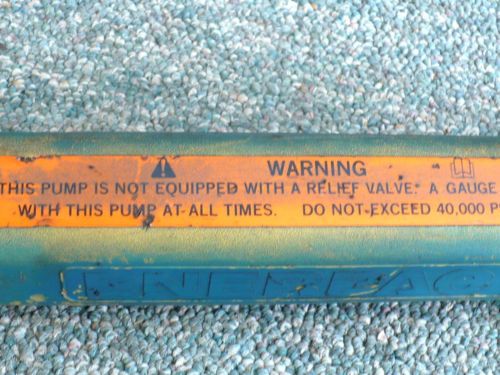 WARNING
THIS PUMP IS NOT EQUIPPED WITH A RELIEF VALVE. A GAUGE
WITH THIS PUMP AT ALL TIMES. DO NOT EXCEED 40,000 P
ENERPAC